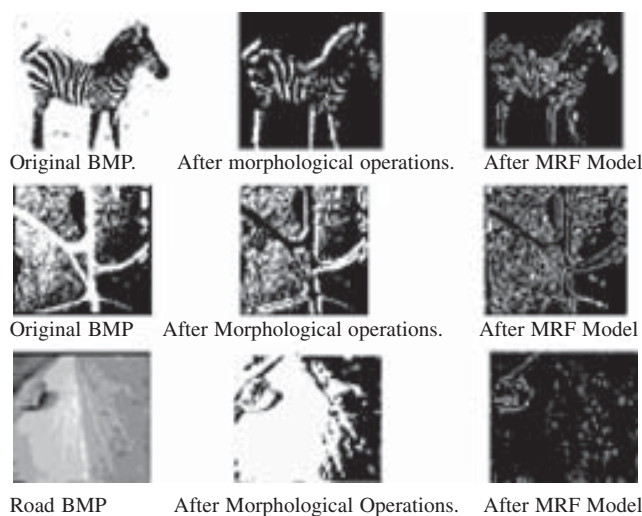 Original BMP. After morphological operations. After MRF Model
Original BMP After Morphological operations. After MRF Model
Road BMP After Morphological Operations. After MRF Model